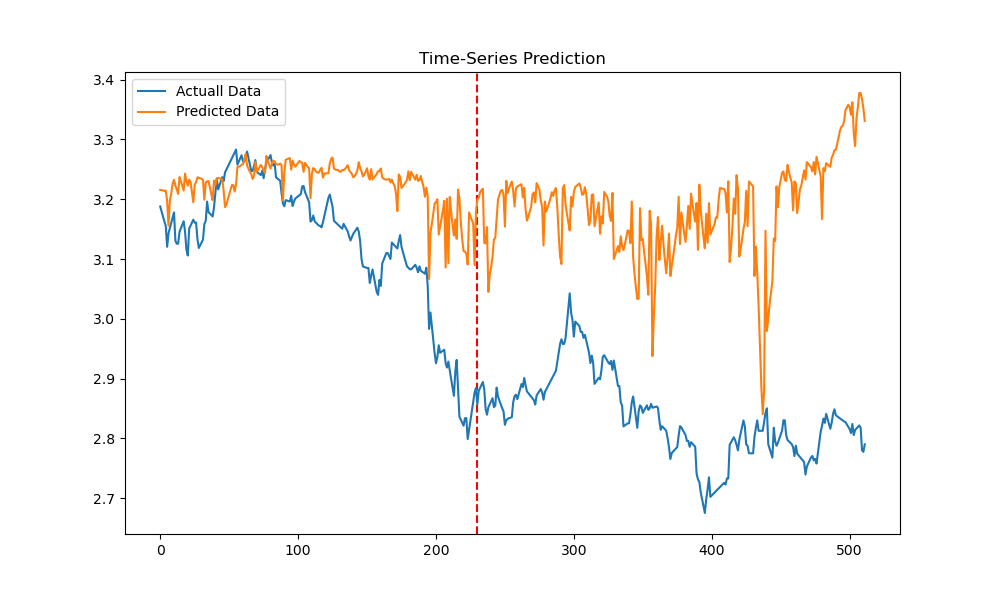 Time-Series Prediction
Actuall Data
Predicted Data
3.4
3.3
3.2
3.1
3.0
2.9
2.8
2.7
0 100 200 300 400 500